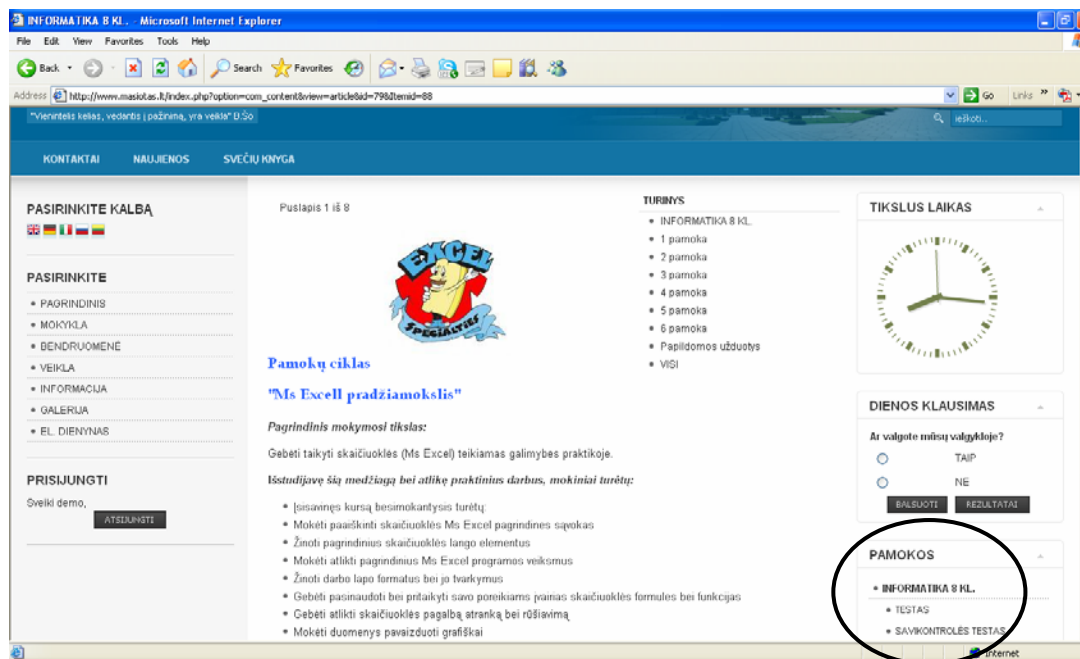 INFORMATIKA 8 KL. - Microsoft Internet Explorer
File Edit View Favorites Tools Help
Back Search Favorites
Address http://www.masiotas.lt/index.php?option=com_content&view=article&id=79&Itemid=88 Go Links
"Vienintelis kelias, vedantis į pažinimą, yra veikla" B.Šo
ieškoti..
KONTAKTAI NAUJIENOS SVEČIŲ KNYGA
PASIRINKITE KALBĄ
PASIRINKITE
PAGRINDINIS
MOKYKLA
BENDRUOMENĖ
VEIKLA
INFORMACIJA
GALERIJA
EL. DIENYNAS
PRISIJUNGTI
Sveiki demo,
ATSIJUNGTI
Puslapis 1 iš 8
EXCEL
SPECIALTIES
TURINYS
INFORMATIKA 8 KL.
1 pamoka
2 pamoka
3 pamoka
4 pamoka
5 pamoka
6 pamoka
Papildomos užduotys
VISI
Pamokų ciklas
"Ms Excell pradžiamokslis"
Pagrindinis mokymosi tikslas:
Gebėti taikyti skaičiuoklės (Ms Excel) teikiamas galimybes praktikoje.
Išstudijavę šią medžiagą bei atlikę praktinius darbus, mokiniai turėtų:
Įsisavinęs kursą besimokantysis turėtų:
Mokėti paaiškinti skaičiuoklės Ms Excel pagrindines sąvokas
Žinoti pagrindinius skaičiuoklės lango elementus
Mokėti atlikti pagrindinius Ms Excel programos veiksmus
Žinoti darbo lapo formatus bei jo tvarkymus
Gebėti pasinaudoti bei pritaikyti savo poreikiams įvairias skaičiuoklės formules bei funkcijas
Gebėti atlikti skaičiuoklės pagalbą atranką bei rūšiavimą
Mokėti duomenys pavaizduoti grafiškai
TIKSLUS LAIKAS
DIENOS KLAUSIMAS
Ar valgote mūsų valgykloje?
TAIP
NE
BALSUOTI REZULTATAI
PAMOKOS
INFORMATIKA 8 KL.
TESTAS
SAVIKONTROLĖS TESTAS
Internet